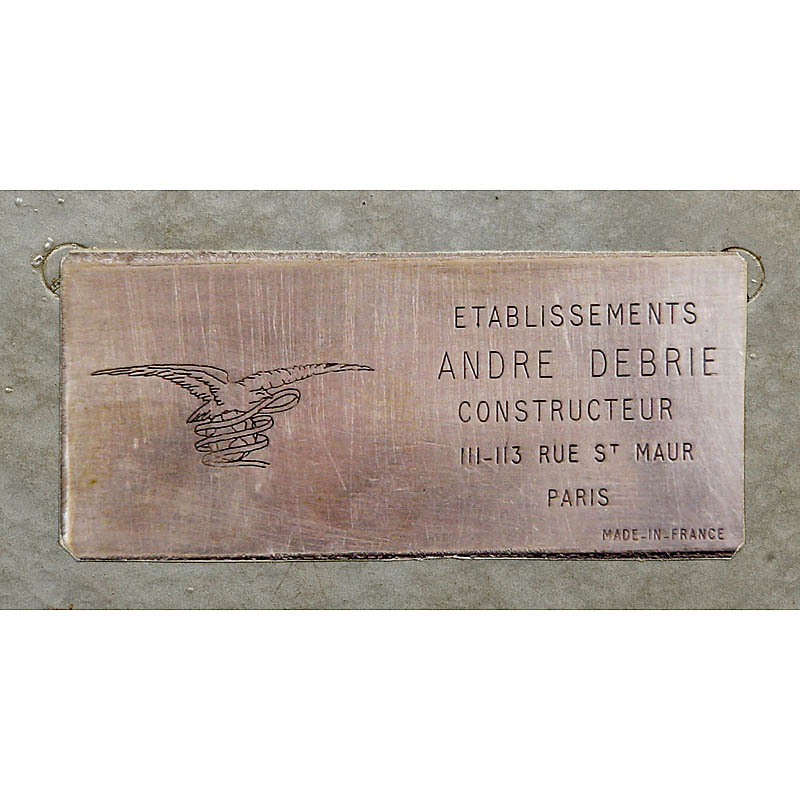 ETABLISSEMENTS
ANDRE DEBRIE
CONSTRUCTEUR
111-113 RUE ST MAUR
PARIS
MADE-IN-FRANCE